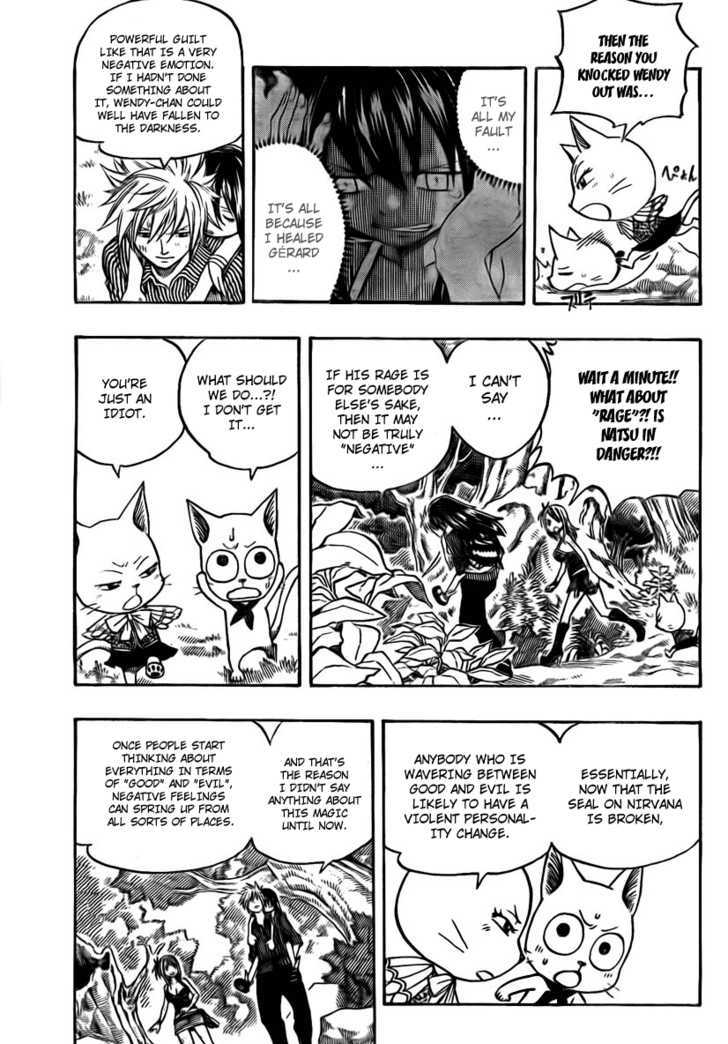 THEN THE
REASON YOU
KNOCKED WENDY
OUT WAS...
ぺょん
ズルテ
IT'S
ALL MY
FAULT
...
IT'S ALL
BECAUSE
I HEALED
GÉRARD
...
POWERFUL GUILT
LIKE THAT IS A VERY
NEGATIVE EMOTION.
IF I HADN'T DONE
SOMETHING ABOUT
IT, WENDY-CHAN COULD
WELL HAVE FALLEN
TO THE DARKNESS.
WAIT A MINUTE!!
WHAT ABOUT
"RAGE"?! IS
NATSU IN
DANGER?!!
I CAN'T
SAY
...
IF HIS RAGE IS
FOR SOMEBODY
ELSE'S SAKE,
THEN IT MAY
NOT BE TRULY
"NEGATIVE"
...
WHAT SHOULD
WE DO...?!
I DON'T GET
IT...
YOU'RE
JUST AN
IDIOT.
ESSENTIALLY,
NOW THAT THE
SEAL ON NIRVANA
IS BROKEN,
ANYBODY WHO IS
WAVERING BETWEEN
GOOD AND EVIL IS
LIKELY TO HAVE A
VIOLENT PERSONAL-
ITY CHANGE.
AND THAT'S
THE REASON
I DIDN'T SAY
ANYTHING ABOUT
THIS MAGIC
UNTIL NOW.
ONCE PEOPLE START
THINKING ABOUT
EVERYTHING IN TERMS
OF "GOOD" AND "EVIL",
NEGATIVE FEELINGS
CAN SPRING UP FROM
ALL SORTS OF PLACES.